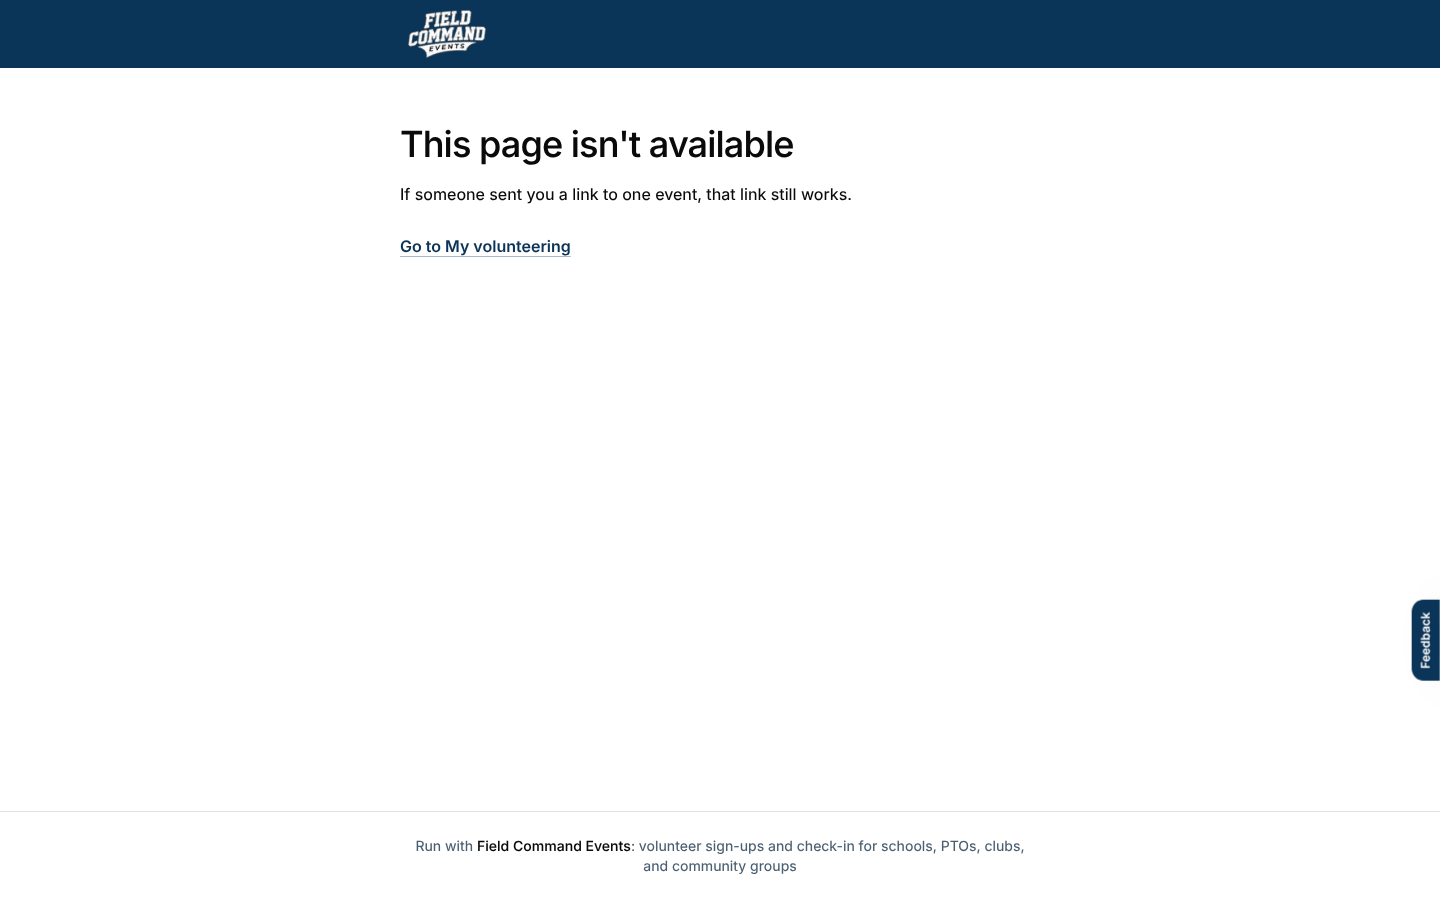 FIELD
COMMAND
EVENTS
This page isn't available
If someone sent you a link to one event, that link still works.
Go to My volunteering
Feedback
Run with Field Command Events: volunteer sign-ups and check-in for schools, PTOs, clubs,
and community groups